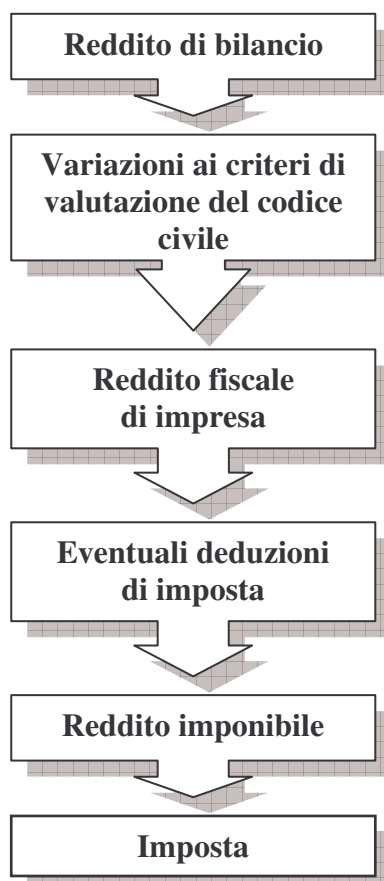 Reddito di bilancio
Variazioni ai criteri di
valutazione del codice
civile
Reddito fiscale
di impresa
Eventuali deduzioni
di imposta
Reddito imponibile
Imposta